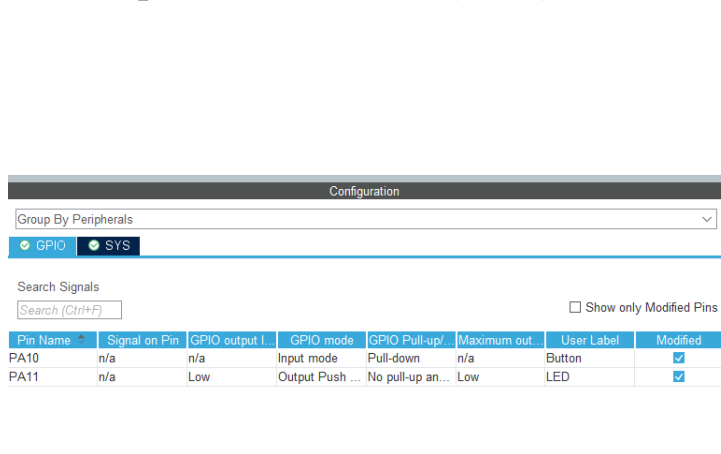 Configuration
Group By Peripherals
GPIO SYS
Search Signals
Search (Ctrl+F) Show only Modified Pins
Pin Name Signal on Pin GPIO output l... GPIO mode GPIO Pull-up/... Maximum out... User Label Modified
PA10 n/a n/a Input mode Pull-down n/a Button
PA11 n/a Low Output Push ... No pull-up an... Low LED